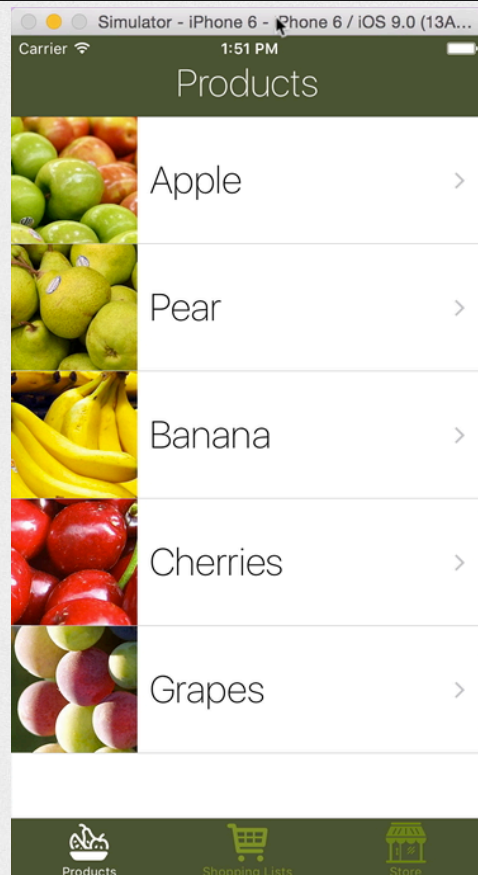 Simulator - iPhone 6 - iPhone 6 / iOS 9.0 (13A...
Carrier 1:51 PM
Products
Apple
Pear
Banana
Cherries
Grapes
Products Shopping Lists Store